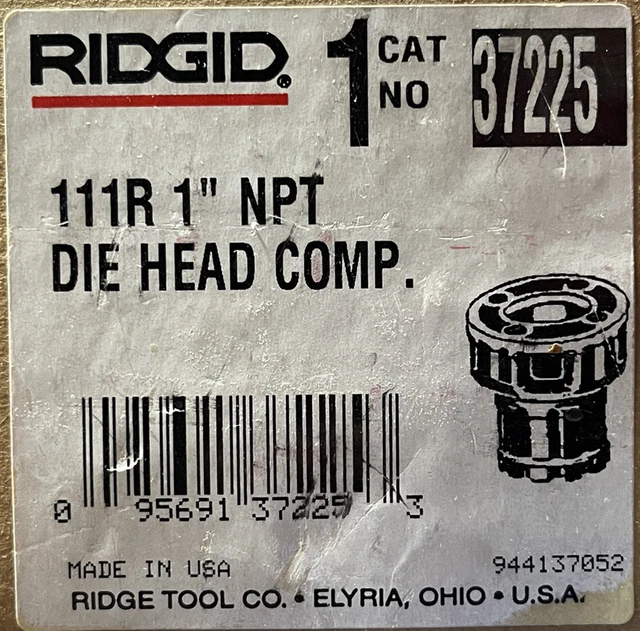 RIDGID®
1 CAT NO 37225
111R 1" NPT
DIE HEAD COMP.
0 95691 37225 3
MADE IN USA 944137052
RIDGE TOOL CO. • ELYRIA, OHIO • U.S.A.